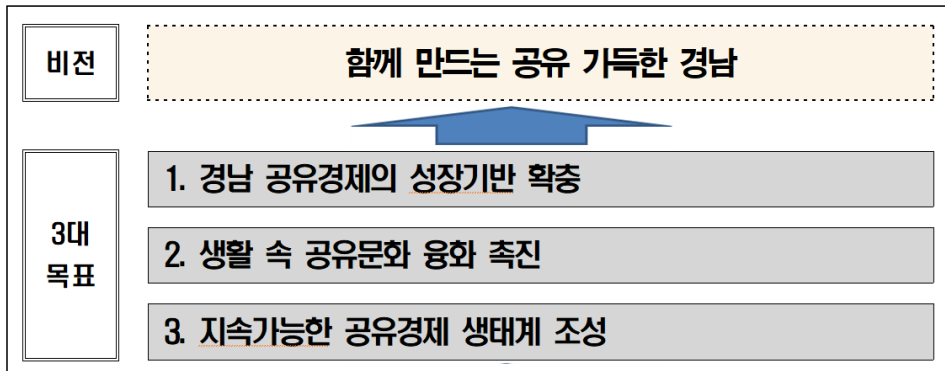 비전
함께 만드는 공유 가득한 경남
3대
목표
1. 경남 공유경제의 성장기반 확충
2. 생활 속 공유문화 융화 촉진
3. 지속가능한 공유경제 생태계 조성